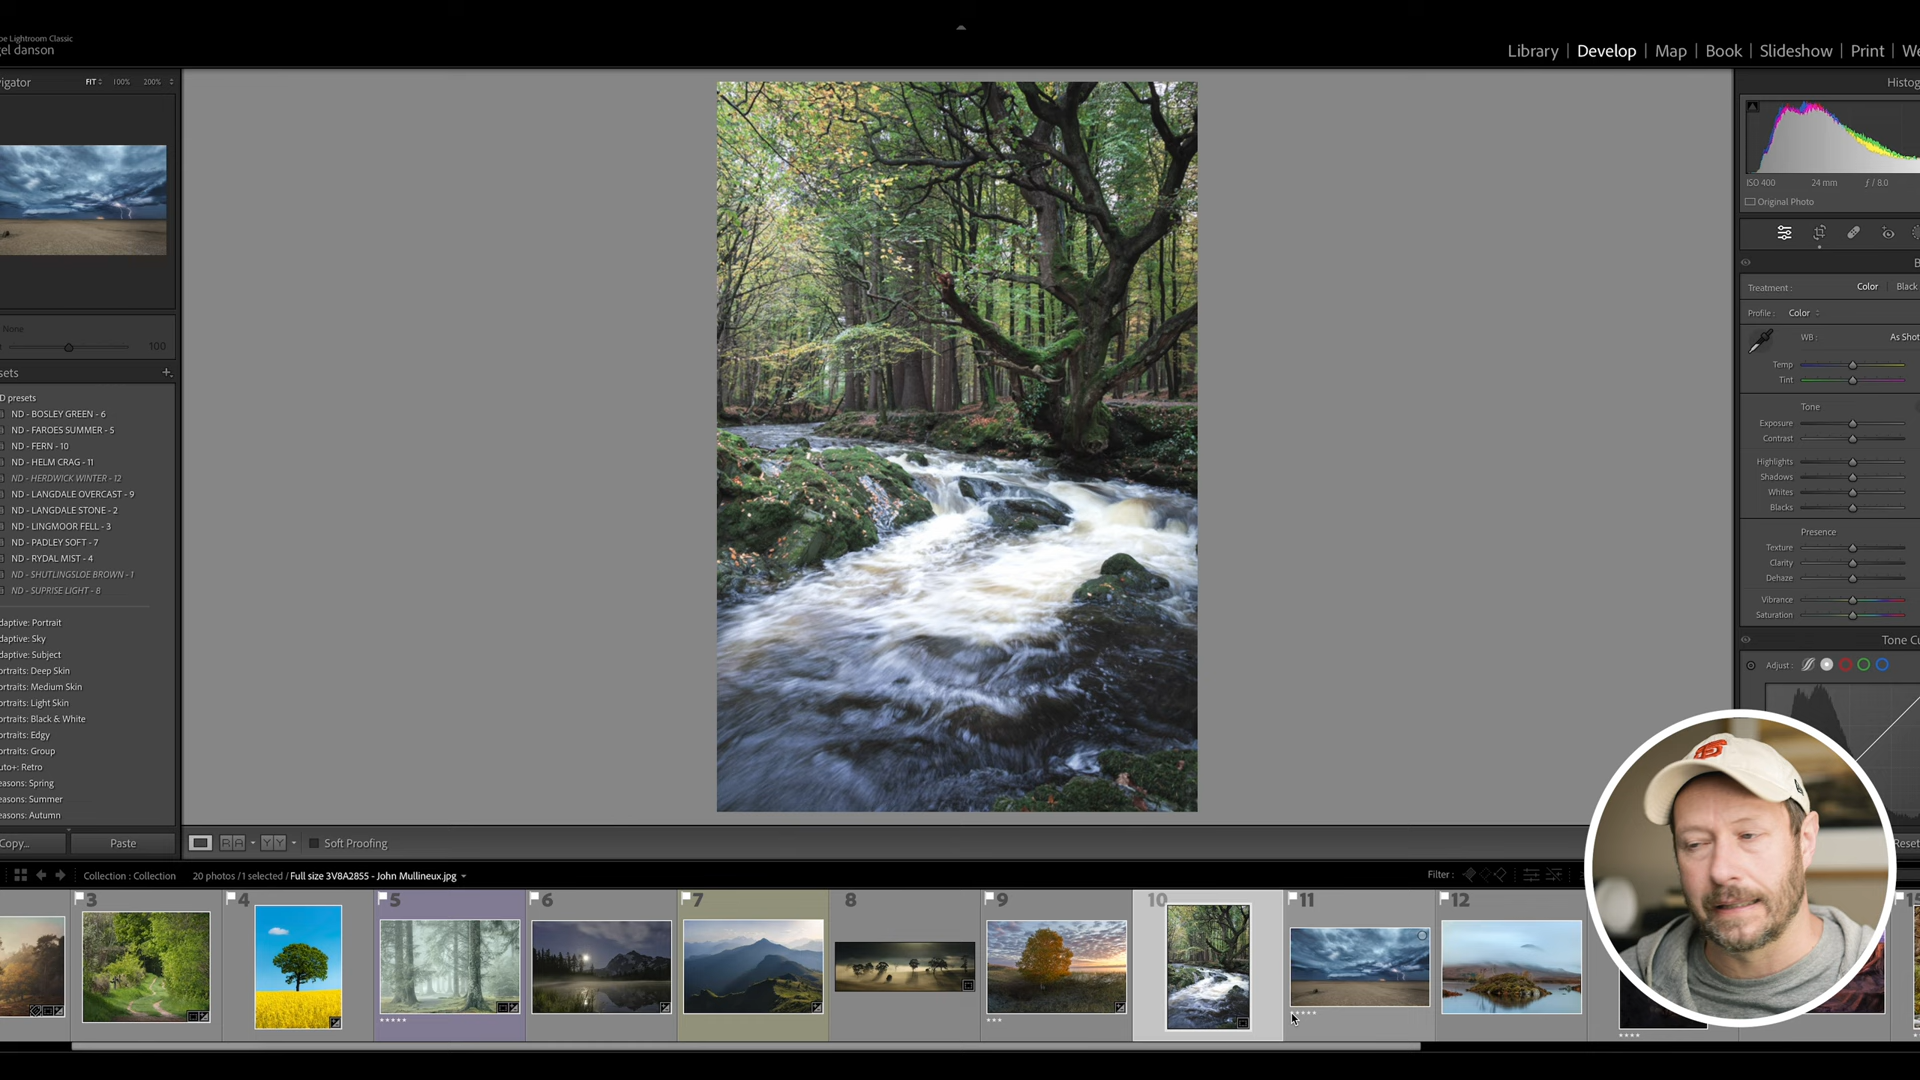 be Lightroom Classic
gel danson
Library | Develop | Map | Book | Slideshow | Print | We
vigator
FIT
100%
200%
Histog
ISO 400
24 mm
ƒ / 8.0
Original Photo
None
100
sets
D presets
ND - BOSLEY GREEN - 6
ND - FAROES SUMMER - 5
ND - FERN - 10
ND - HELM CRAG - 11
ND - HERDWICK WINTER - 12
ND - LANGDALE OVERCAST - 9
ND - LANGDALE STONE - 2
ND - LINGMOOR FELL - 3
ND - PADLEY SOFT - 7
ND - RYDAL MIST - 4
ND - SHUTLINGSLOE BROWN - 1
ND - SUPRISE LIGHT - 8
daptive: Portrait
daptive: Sky
daptive: Subject
ortraits: Deep Skin
ortraits: Medium Skin
ortraits: Light Skin
ortraits: Black & White
ortraits: Edgy
ortraits: Group
uto+: Retro
easons: Spring
easons: Summer
easons: Autumn
Copy...
Paste
B
Treatment :
Color
Black
Profile :
Color
WB :
As Shot
Temp
Tint
Tone
Exposure
Contrast
Highlights
Shadows
Whites
Blacks
Presence
Texture
Clarity
Dehaze
Vibrance
Saturation
Tone Cu
Adjust :
Reset
Soft Proofing
Collection : Collection
20 photos / 1 selected / Full size 3V8A2855 - John Mullineux.jpg
Filter :
3
4
5
6
7
8
9
10
11
12
15